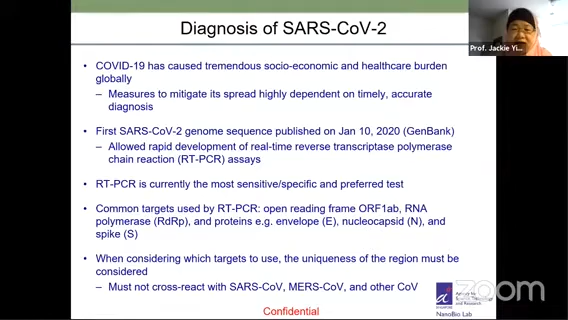 Diagnosis of SARS-CoV-2
Prof. Jackie Yi...
• COVID-19 has caused tremendous socio-economic and healthcare burden
globally
– Measures to mitigate its spread highly dependent on timely, accurate
diagnosis
• First SARS-CoV-2 genome sequence published on Jan 10, 2020 (GenBank)
– Allowed rapid development of real-time reverse transcriptase polymerase
chain reaction (RT-PCR) assays
• RT-PCR is currently the most sensitive/specific and preferred test
• Common targets used by RT-PCR: open reading frame ORF1ab, RNA
polymerase (RdRp), and proteins e.g. envelope (E), nucleocapsid (N), and
spike (S)
• When considering which targets to use, the uniqueness of the region must be
considered
– Must not cross-react with SARS-CoV, MERS-CoV, and other CoV
Agency for
Science, Technology
and Research
zoom
NanoBio Lab
Confidential